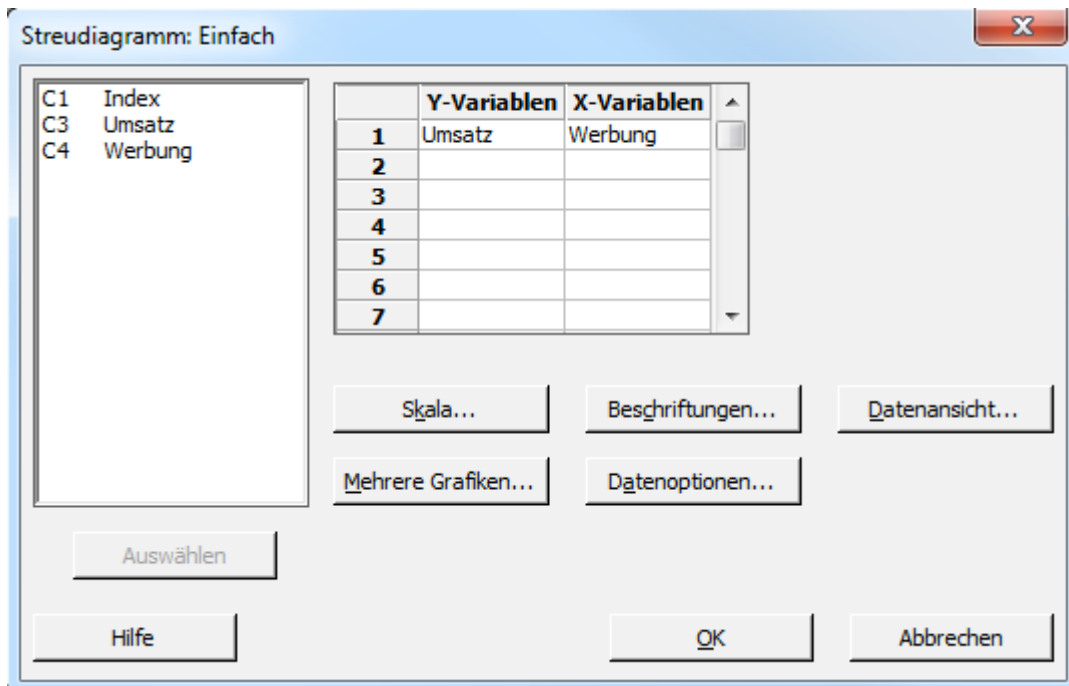 Streudiagramm: Einfach
C1 Index
C3 Umsatz
C4 Werbung
Y-Variablen X-Variablen
1 Umsatz Werbung
2
3
4
5
6
7
Skala...
Beschriftungen...
Datenansicht...
Mehrere Grafiken...
Datenoptionen...
Auswählen
Hilfe
OK
Abbrechen